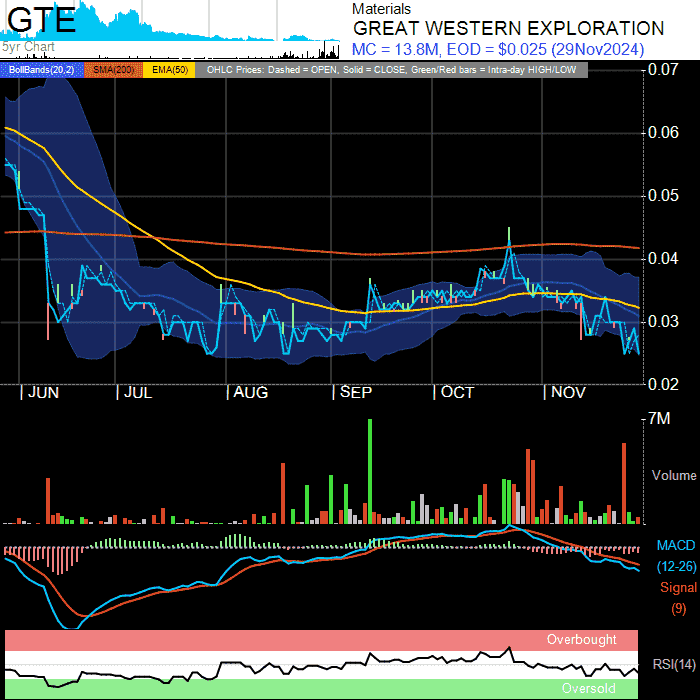 GTE
5yr Chart
Materials
GREAT WESTERN EXPLORATION
MC = 13.8M, EOD = $0.025 (29Nov2024)
BollBands(20,2) SMA(200) EMA(50) OHLC Prices: Dashed = OPEN, Solid = CLOSE, Green/Red bars = Intra-day HIGH/LOW
0.07
0.06
0.05
0.04
0.03
0.02
| JUN | JUL | AUG | SEP | OCT | NOV
7M
Volume
MACD
(12-26)
Signal
(9)
Overbought
RSI(14)
Oversold